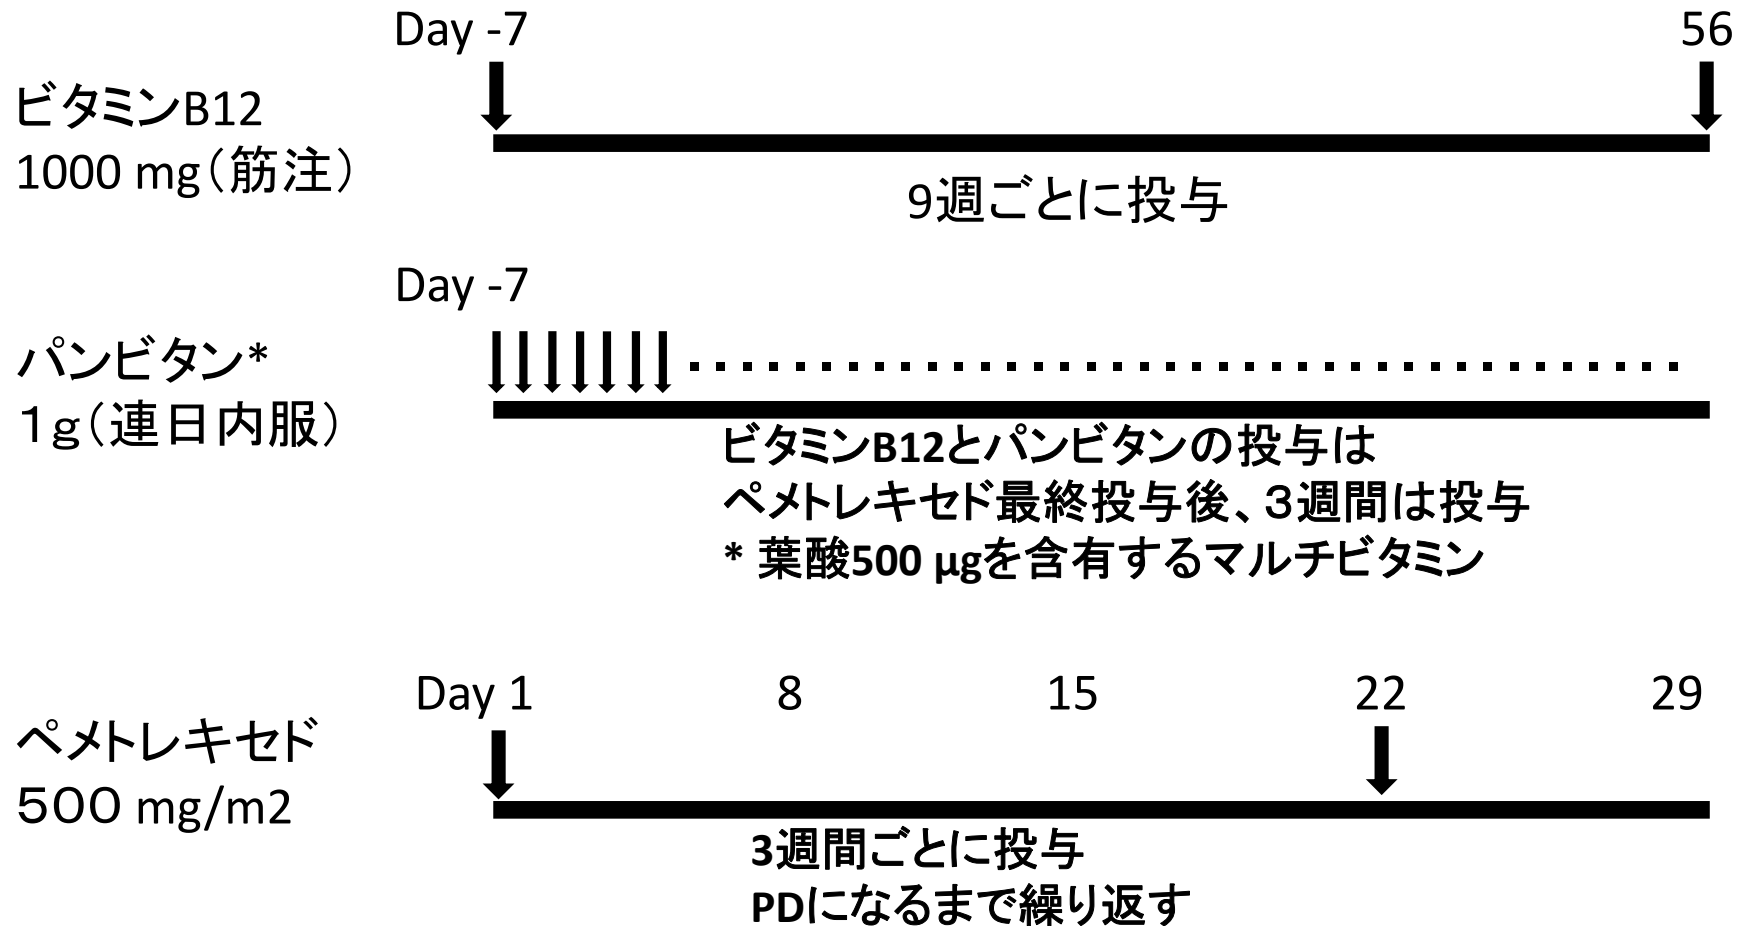 Day -7 56
ビタミンB12
1000 mg（筋注）
9週ごとに投与
Day -7
パンビタン*
１g（連日内服）
ビタミンB12とパンビタンの投与は
ペメトレキセド最終投与後、３週間は投与
* 葉酸500 µgを含有するマルチビタミン
Day 1 8 15 22 29
ペメトレキセド
５００ mg/m2
3週間ごとに投与
PDになるまで繰り返す